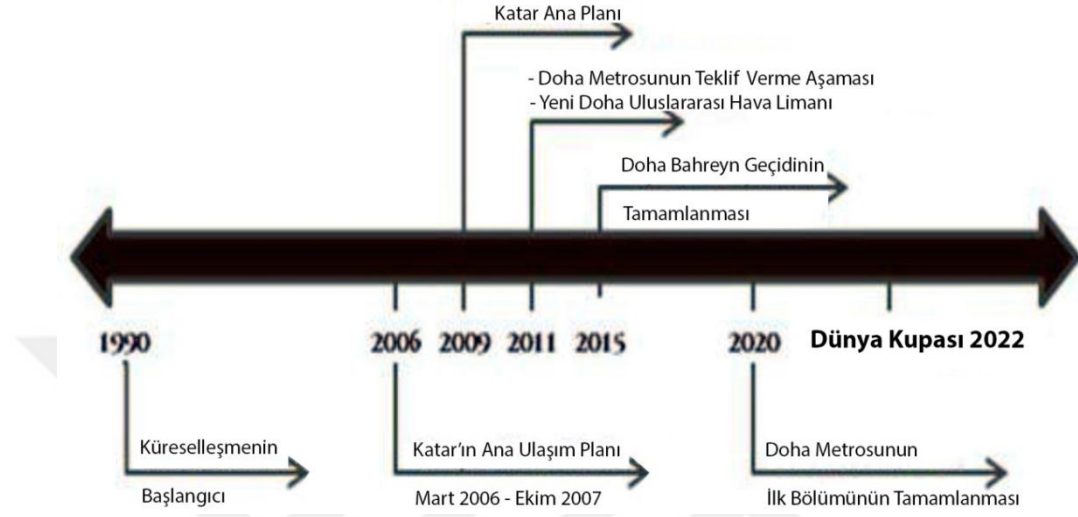 Katar Ana Planı
- Doha Metrosunun Teklif Verme Aşaması
- Yeni Doha Uluslararası Hava Limanı
Doha Bahreyn Geçidinin
Tamamlanması
1990 2006 2009 2011 2015 2020 Dünya Kupası 2022
Küreselleşmenin
Başlangıcı
Katar'ın Ana Ulaşım Planı
Mart 2006 - Ekim 2007
Doha Metrosunun
İlk Bölümünün Tamamlanması